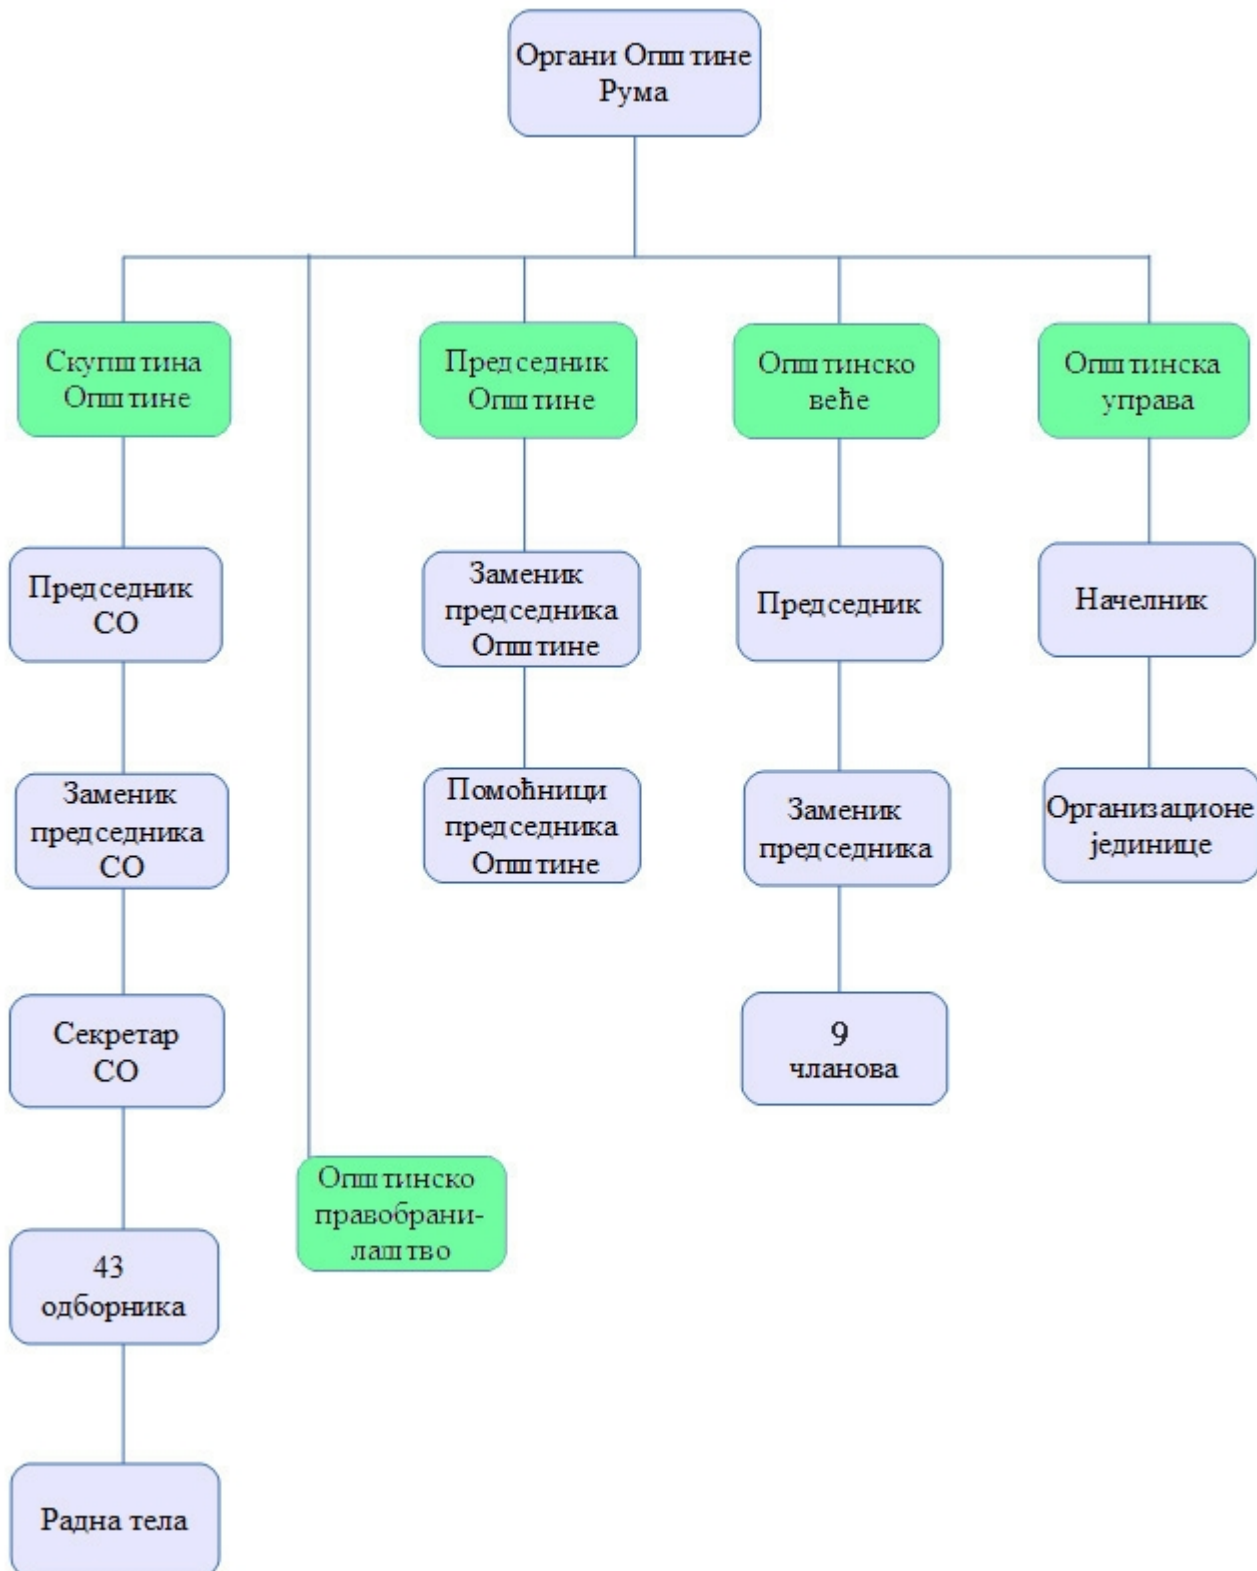 Органи Општине
Рума
Скупштина
Општине
Председник
Општине
Општинско
веће
Општинска
управа
Председник
СО
Заменик
председника
Општине
Председник
Начелник
Заменик
председника
СО
Помоћници
председника
Општине
Заменик
председника
Организационе
јединице
Секретар
СО
9
чланова
Општинско
правобрани-
лаштво
43
одборника
Радна тела